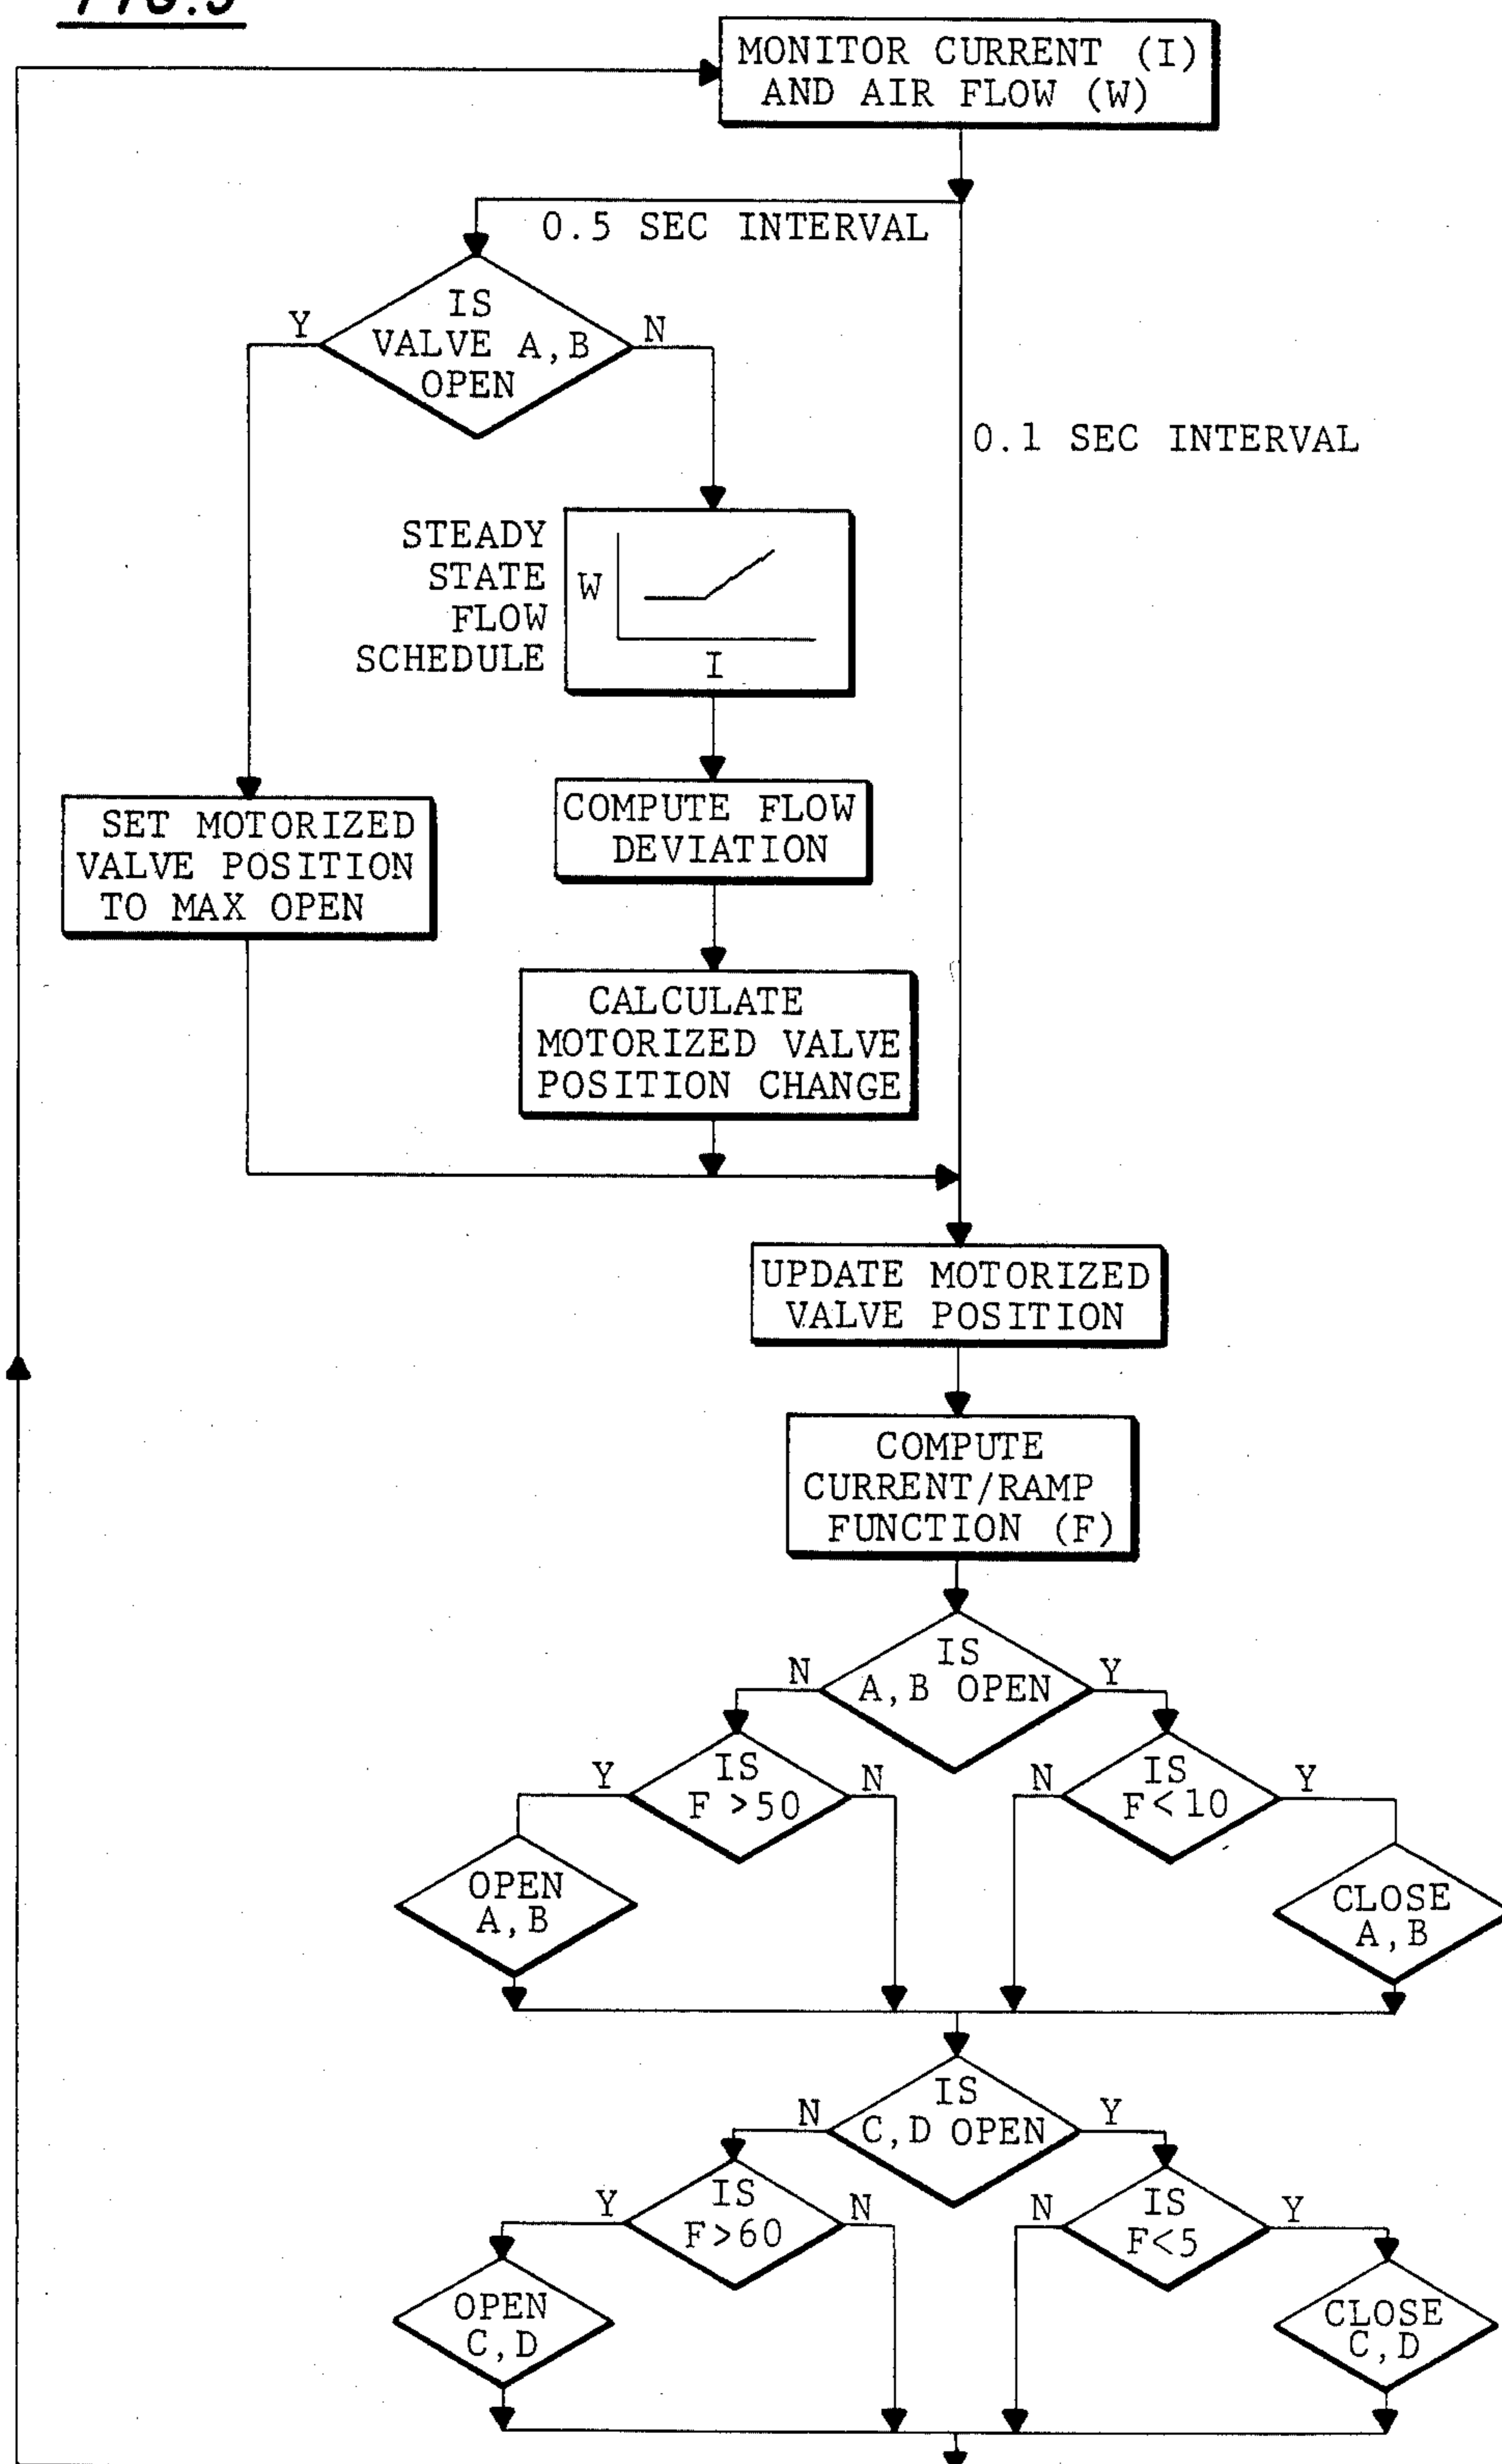 MONITOR CURRENT (I)
AND AIR FLOW (W)
0.5 SEC INTERVAL
IS
VALVE A,B
OPEN
Y
N
0.1 SEC INTERVAL
STEADY
STATE
FLOW
SCHEDULE
W
I
COMPUTE FLOW
DEVIATION
SET MOTORIZED
VALVE POSITION
TO MAX OPEN
CALCULATE
MOTORIZED VALVE
POSITION CHANGE
UPDATE MOTORIZED
VALVE POSITION
COMPUTE
CURRENT/RAMP
FUNCTION (F)
IS
A,B OPEN
N
Y
IS
F >50
Y
N
IS
F<10
N
Y
OPEN
A,B
CLOSE
A,B
IS
C,D OPEN
N
Y
IS
F>60
Y
N
IS
F<5
N
Y
OPEN
C,D
CLOSE
C,D